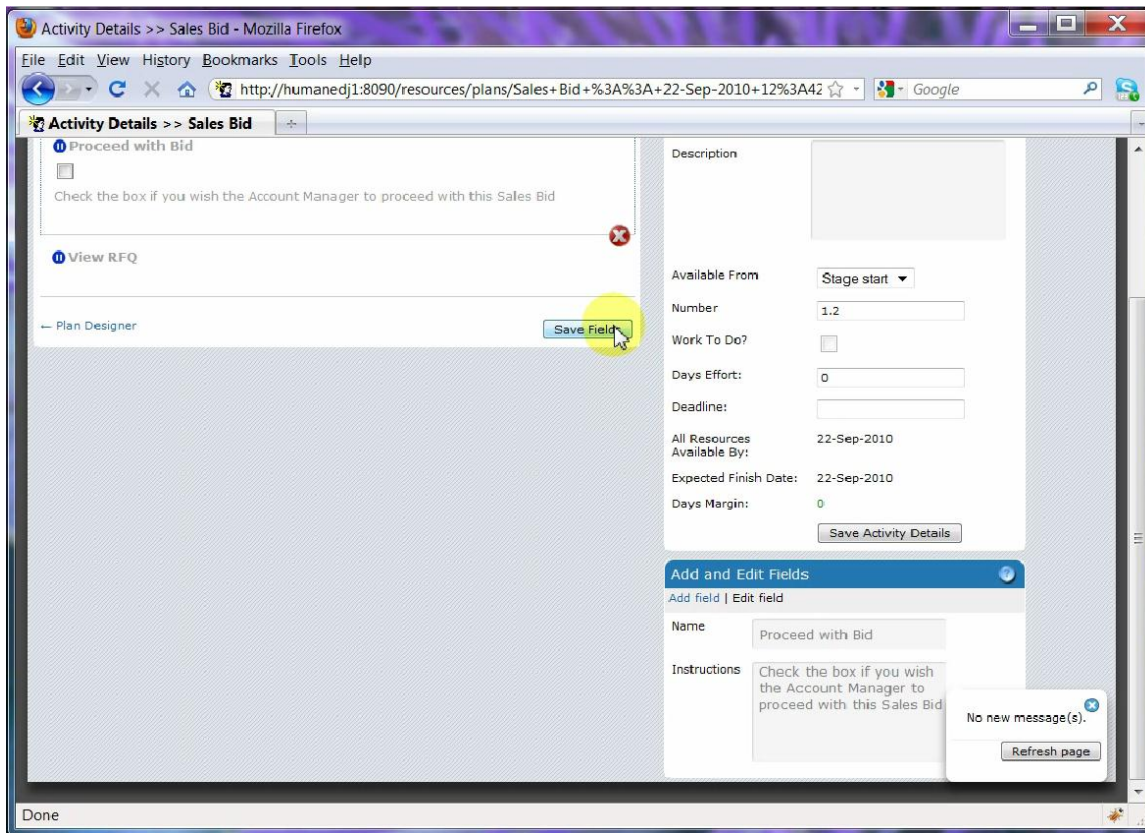 Activity Details >> Sales Bid - Mozilla Firefox
File Edit View History Bookmarks Tools Help
http://humanedj1:8090/resources/plans/Sales+Bid+%3A%3A+22-Sep-2010+12%3A42
Google
Activity Details >> Sales Bid
Proceed with Bid
Check the box if you wish the Account Manager to proceed with this Sales Bid
View RFQ
← Plan Designer
Save Fields
Description
Available From
Stage start
Number
1.2
Work To Do?
Days Effort:
0
Deadline:
All Resources
Available By:
22-Sep-2010
Expected Finish Date:
22-Sep-2010
Days Margin:
0
Save Activity Details
Add and Edit Fields
Add field | Edit field
Name
Proceed with Bid
Instructions
Check the box if you wish
the Account Manager to
proceed with this Sales Bid
No new message(s).
Refresh page
Done